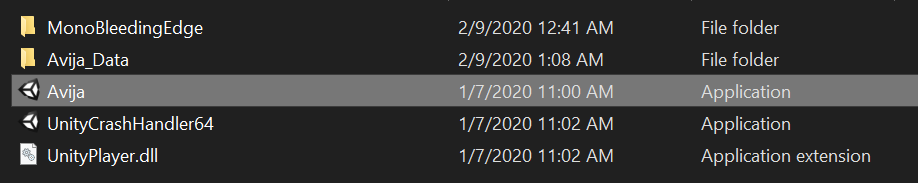 MonoBleedingEdge 2/9/2020 12:41 AM File folder
Avija_Data 2/9/2020 1:08 AM File folder
Avija 1/7/2020 11:00 AM Application
UnityCrashHandler64 1/7/2020 11:02 AM Application
UnityPlayer.dll 1/7/2020 11:02 AM Application extension